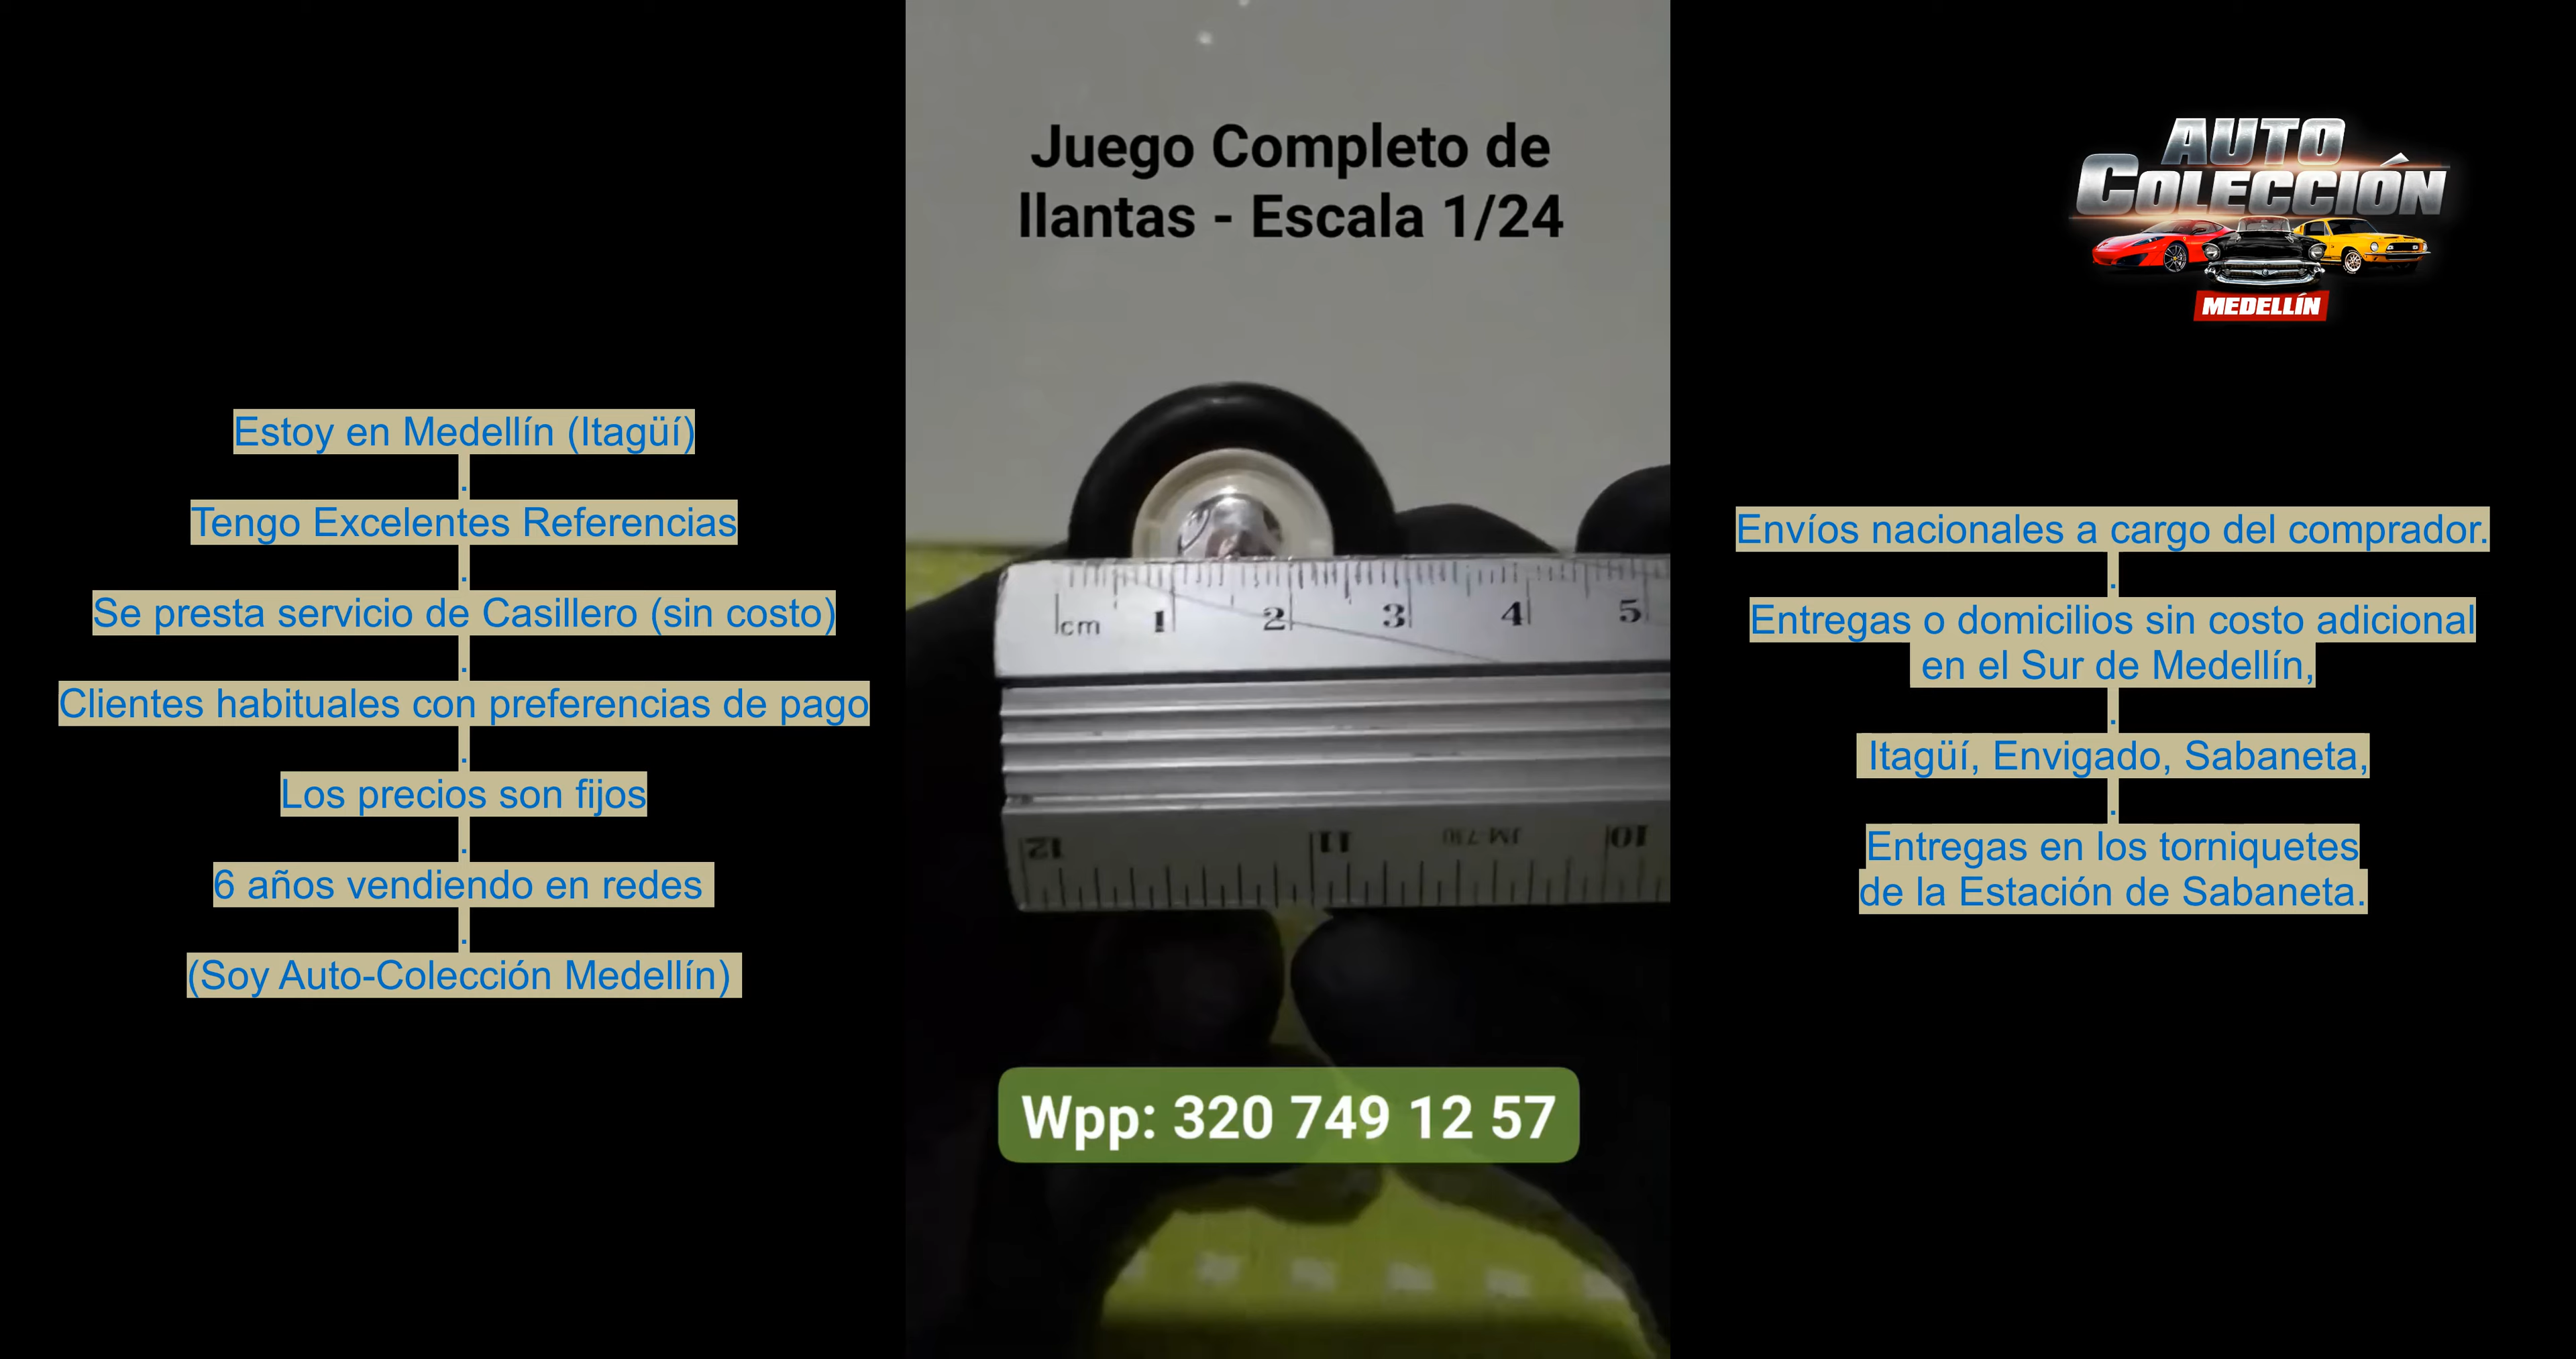 Estoy en Medellín (Itagüí)
.
Tengo Excelentes Referencias
.
Se presta servicio de Casillero (sin costo)
.
Clientes habituales con preferencias de pago
.
Los precios son fijos
.
6 años vendiendo en redes
.
(Soy Auto-Colección Medellín)
Juego Completo de
llantas - Escala 1/24
cm 1 2 3 4 5
12 11 JM-730 10
Wpp: 320 749 12 57
AUTO
COLECCIÓN
MEDELLÍN
Envíos nacionales a cargo del comprador.
.
Entregas o domicilios sin costo adicional
en el Sur de Medellín,
.
Itagüí, Envigado, Sabaneta,
.
Entregas en los torniquetes
de la Estación de Sabaneta.